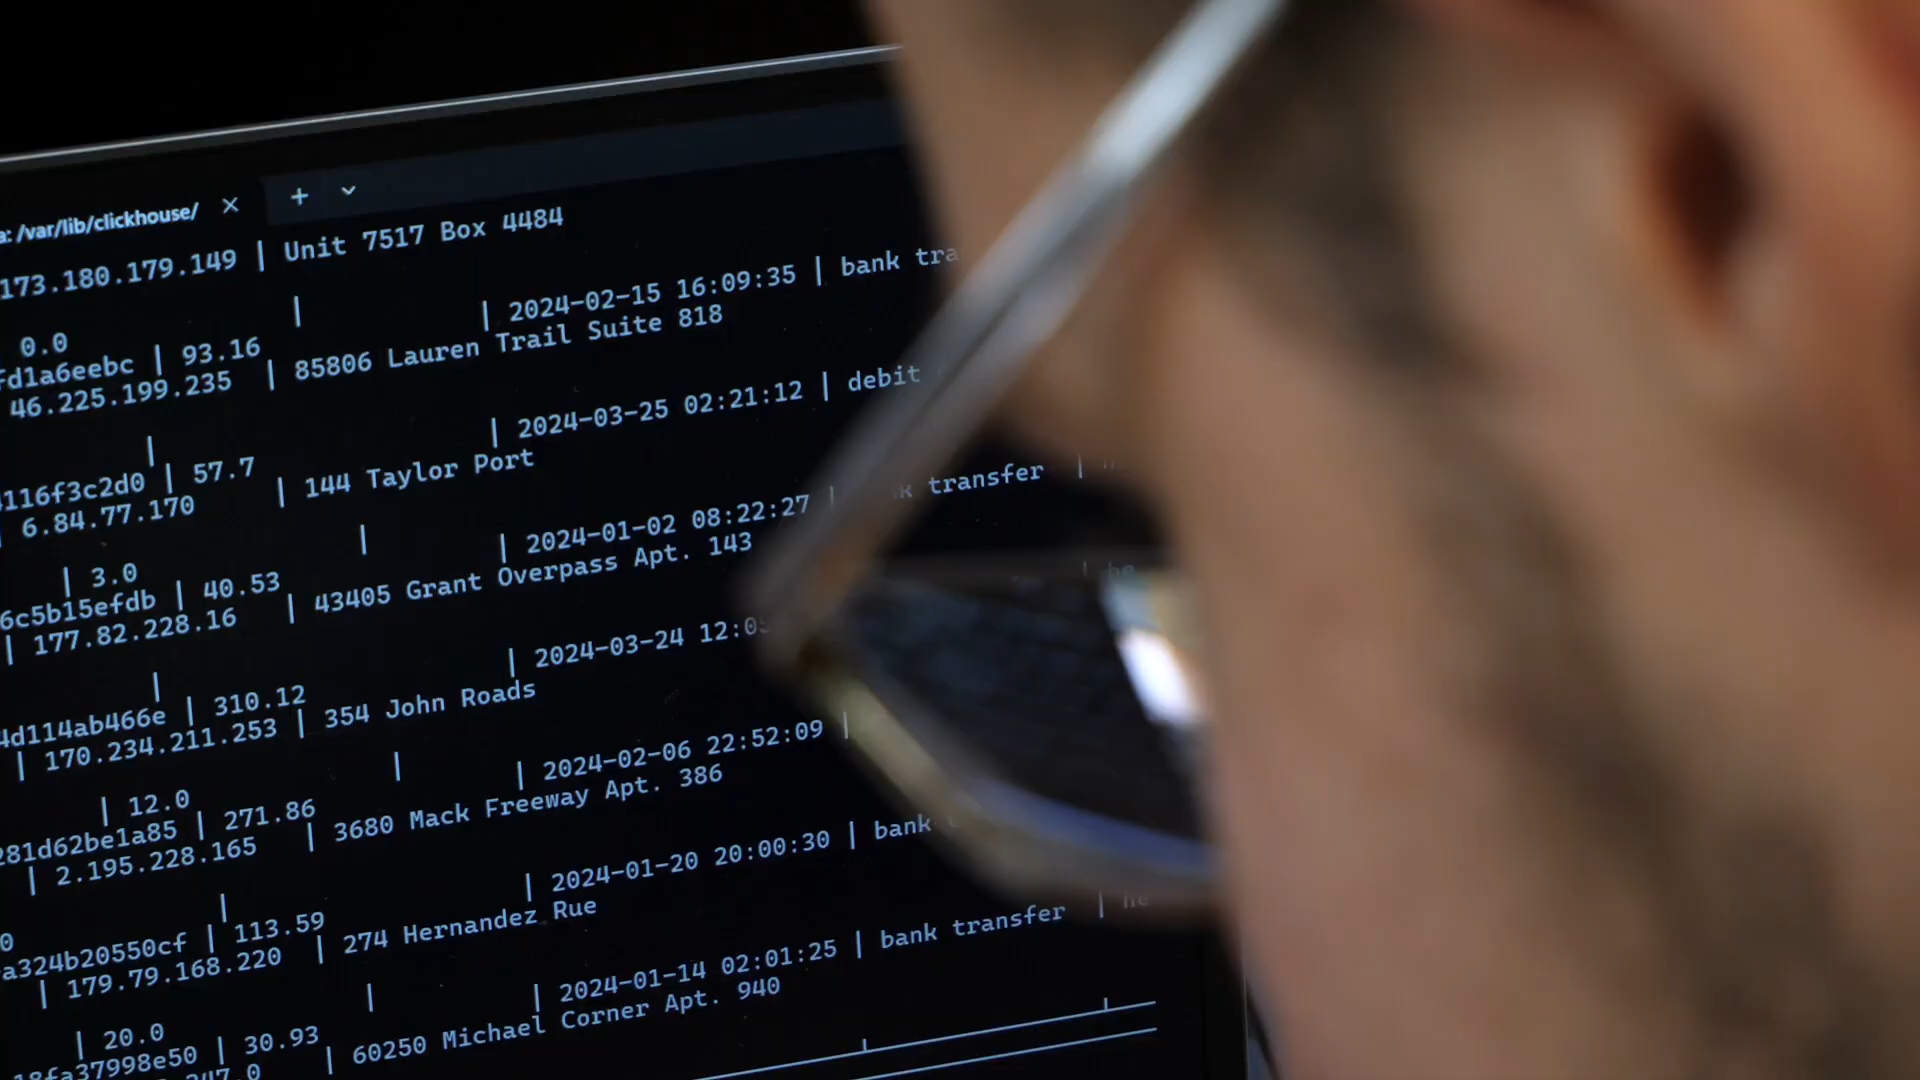 a: /var/lib/clickhouse/ × +
173.180.179.149 | Unit 7517 Box 4484
| | 2024-02-15 16:09:35 | bank
0.0
fd1a6eebc | 93.16
46.225.199.235 | 85806 Lauren Trail Suite 818
| | 2024-03-25 02:21:12 | debit
4116f3c2d0 | 57.7
6.84.77.170 | 144 Taylor Port
| | 2024-01-02 08:22:27 | transfer |
| 3.0
6c5b15efdb | 40.53
| 177.82.228.16 | 43405 Grant Overpass Apt. 143
| | 2024-03-24
4d114ab466e | 310.12
| 170.234.211.253 | 354 John Roads
| | 2024-02-06 22:52:09 |
| 12.0
281d62be1a85 | 271.86
| 2.195.228.165 | 3680 Mack Freeway Apt. 386
| | 2024-01-20 20:00:30 | bank
0
a324b20550cf | 113.59
| 179.79.168.220 | 274 Hernandez Rue
| | 2024-01-14 02:01:25 | bank transfer |
| 20.0
18fa37998e50 | 30.93
| 60250 Michael Corner Apt. 940